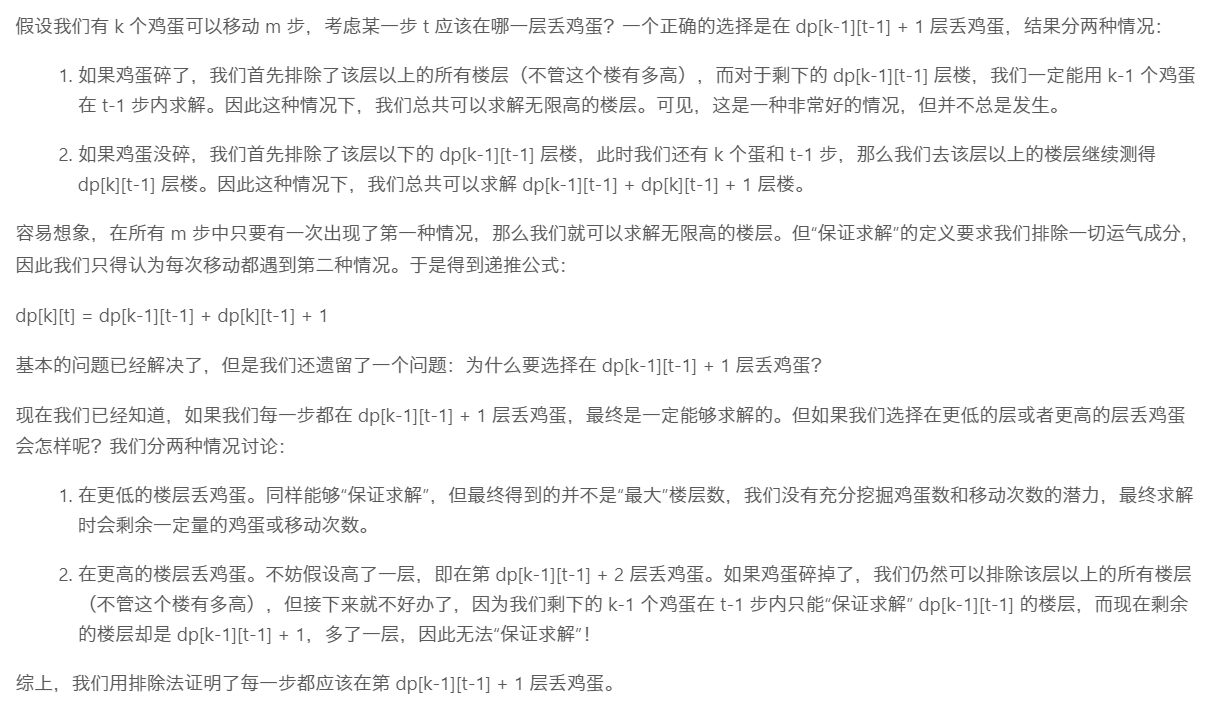 假设我们有 k 个鸡蛋可以移动 m 步，考虑某一步 t 应该在哪一层丢鸡蛋？一个正确的选择是在 dp[k-1][t-1] + 1 层丢鸡蛋，结果分两种情况：
1. 如果鸡蛋碎了，我们首先排除了该层以上的所有楼层（不管这个楼有多高），而对于剩下的 dp[k-1][t-1] 层楼，我们一定能用 k-1 个鸡蛋
在 t-1 步内求解。因此这种情况下，我们总共可以求解无限高的楼层。可见，这是一种非常好的情况，但并不总是发生。
2. 如果鸡蛋没碎，我们首先排除了该层以下的 dp[k-1][t-1] 层楼，此时我们还有 k 个蛋和 t-1 步，那么我们去该层以上的楼层继续测得
dp[k][t-1] 层楼。因此这种情况下，我们总共可以求解 dp[k-1][t-1] + dp[k][t-1] + 1 层楼。
容易想象，在所有 m 步中只要有一次出现了第一种情况，那么我们就可以求解无限高的楼层。但“保证求解”的定义要求我们排除一切运气成分，
因此我们只得认为每次移动都遇到第二种情况。于是得到递推公式：
dp[k][t] = dp[k-1][t-1] + dp[k][t-1] + 1
基本的问题已经解决了，但是我们还遗留了一个问题：为什么要选择在 dp[k-1][t-1] + 1 层丢鸡蛋？
现在我们已经知道，如果我们每一步都在 dp[k-1][t-1] + 1 层丢鸡蛋，最终是一定能够求解的。但如果我们选择在更低的层或者更高的层丢鸡蛋
会怎样呢？我们分两种情况讨论：
1. 在更低的楼层丢鸡蛋。同样能够“保证求解”，但最终得到的并不是“最大”楼层数，我们没有充分挖掘鸡蛋数和移动次数的潜力，最终求解
时会剩余一定量的鸡蛋或移动次数。
2. 在更高的楼层丢鸡蛋。不妨假设高了一层，即在第 dp[k-1][t-1] + 2 层丢鸡蛋。如果鸡蛋碎掉了，我们仍然可以排除该层以上的所有楼层
（不管这个楼有多高），但接下来就不好办了，因为我们剩下的 k-1 个鸡蛋在 t-1 步内只能“保证求解” dp[k-1][t-1] 的楼层，而现在剩余
的楼层却是 dp[k-1][t-1] + 1，多了一层，因此无法“保证求解”！
综上，我们用排除法证明了每一步都应该在第 dp[k-1][t-1] + 1 层丢鸡蛋。